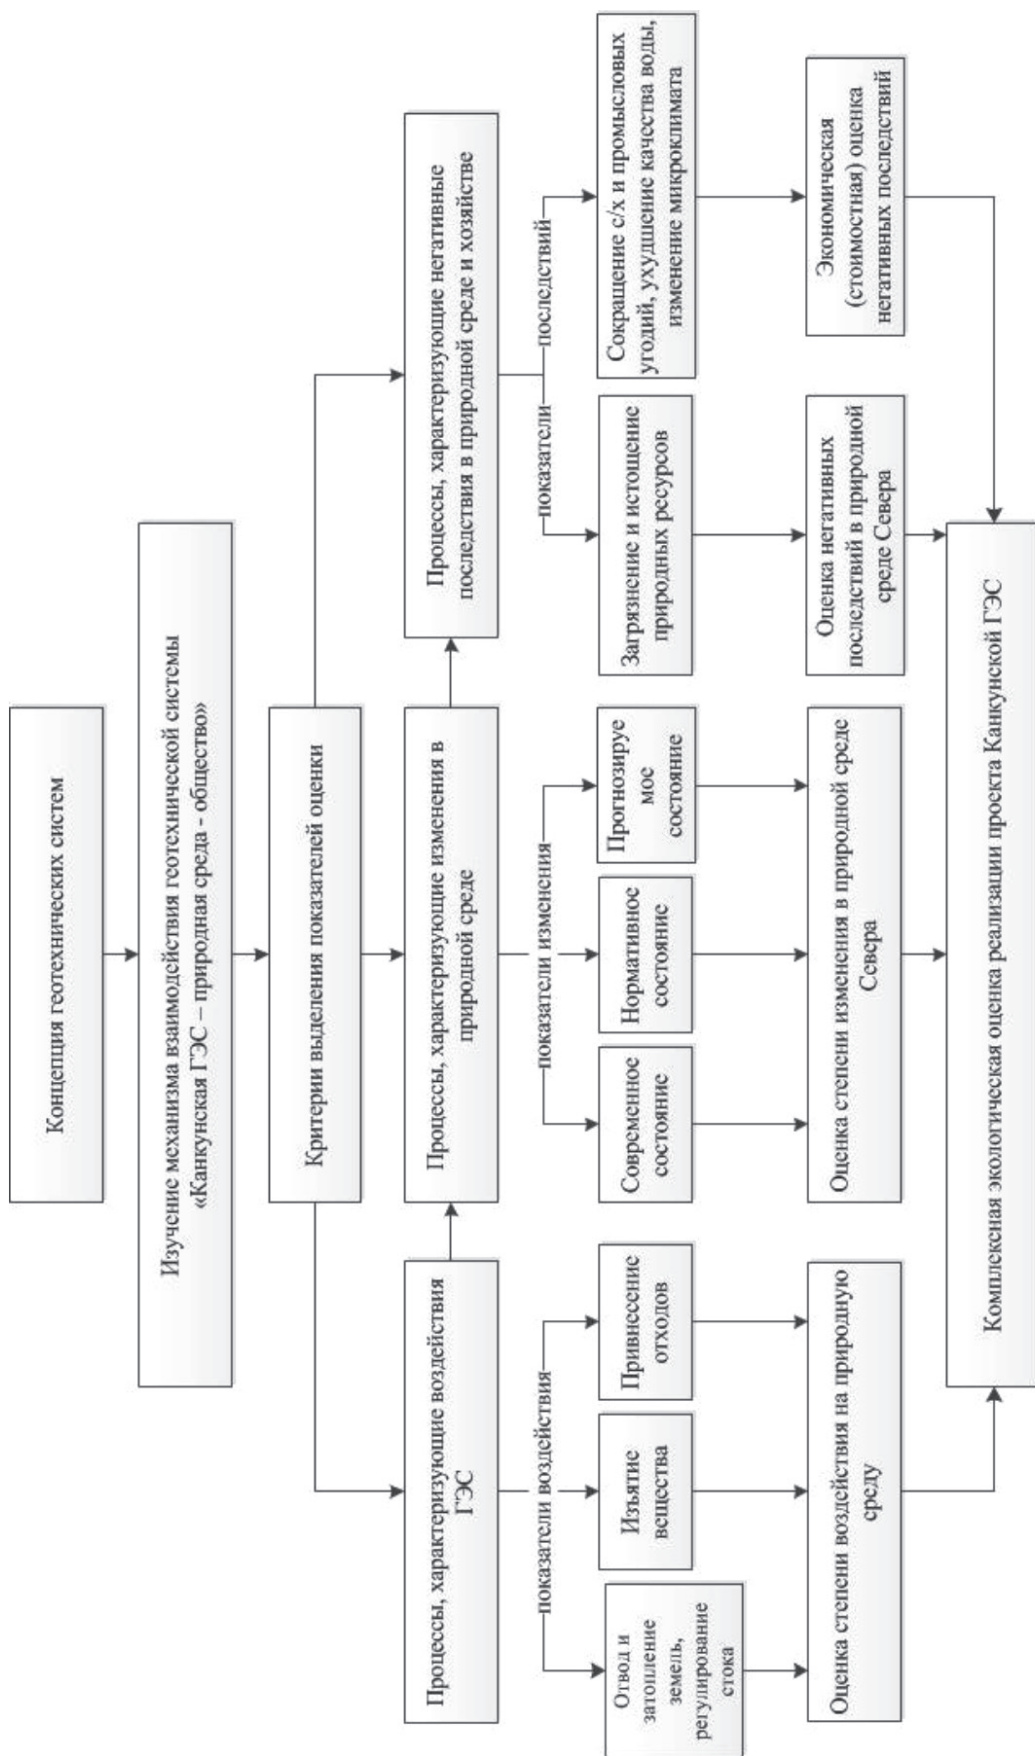 Концепция геотехнических систем
Изучение механизма взаимодействия геотехнической системы
«Канкунская ГЭС – природная среда - общество»
Критерии выделения показателей оценки
Процессы, характеризующие воздействия
ГЭС
Процессы, характеризующие изменения в
природной среде
Процессы, характеризующие негативные
последствия в природной среде и хозяйстве
показатели воздействия
показатели изменения
показатели
последствий
Отвод и
затопление
земель,
регулирование
стока
Изъятие
вещества
Привнесение
отходов
Современное
состояние
Нормативное
состояние
Прогнозируе
мое
состояние
Загрязнение и истощение
природных ресурсов
Сокращение с/х и промысловых
угодий, ухудшение качества воды,
изменение микроклимата
Оценка степени воздействия на природную
среду
Оценка степени изменения в природной среде
Севера
Оценка негативных
последствий в природной
среде Севера
Экономическая
(стоимостная) оценка
негативных последствий
Комплексная экологическая оценка реализации проекта Канкунской ГЭС